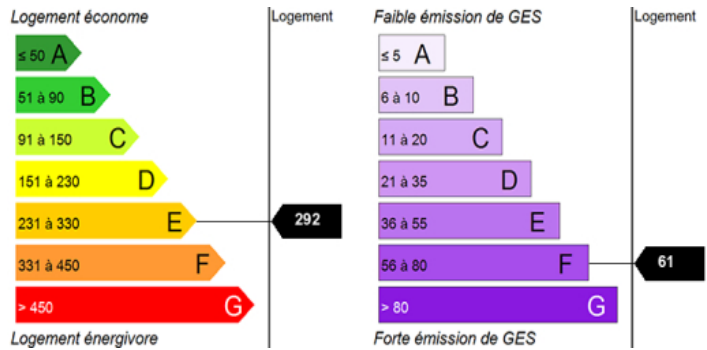 Logement économe
Logement
≤ 50 A
51 à 90 B
91 à 150 C
151 à 230 D
231 à 330 E
292
331 à 450 F
> 450 G
Logement énergivore
Faible émission de GES
Logement
≤ 5 A
6 à 10 B
11 à 20 C
21 à 35 D
36 à 55 E
56 à 80 F
61
> 80 G
Forte émission de GES